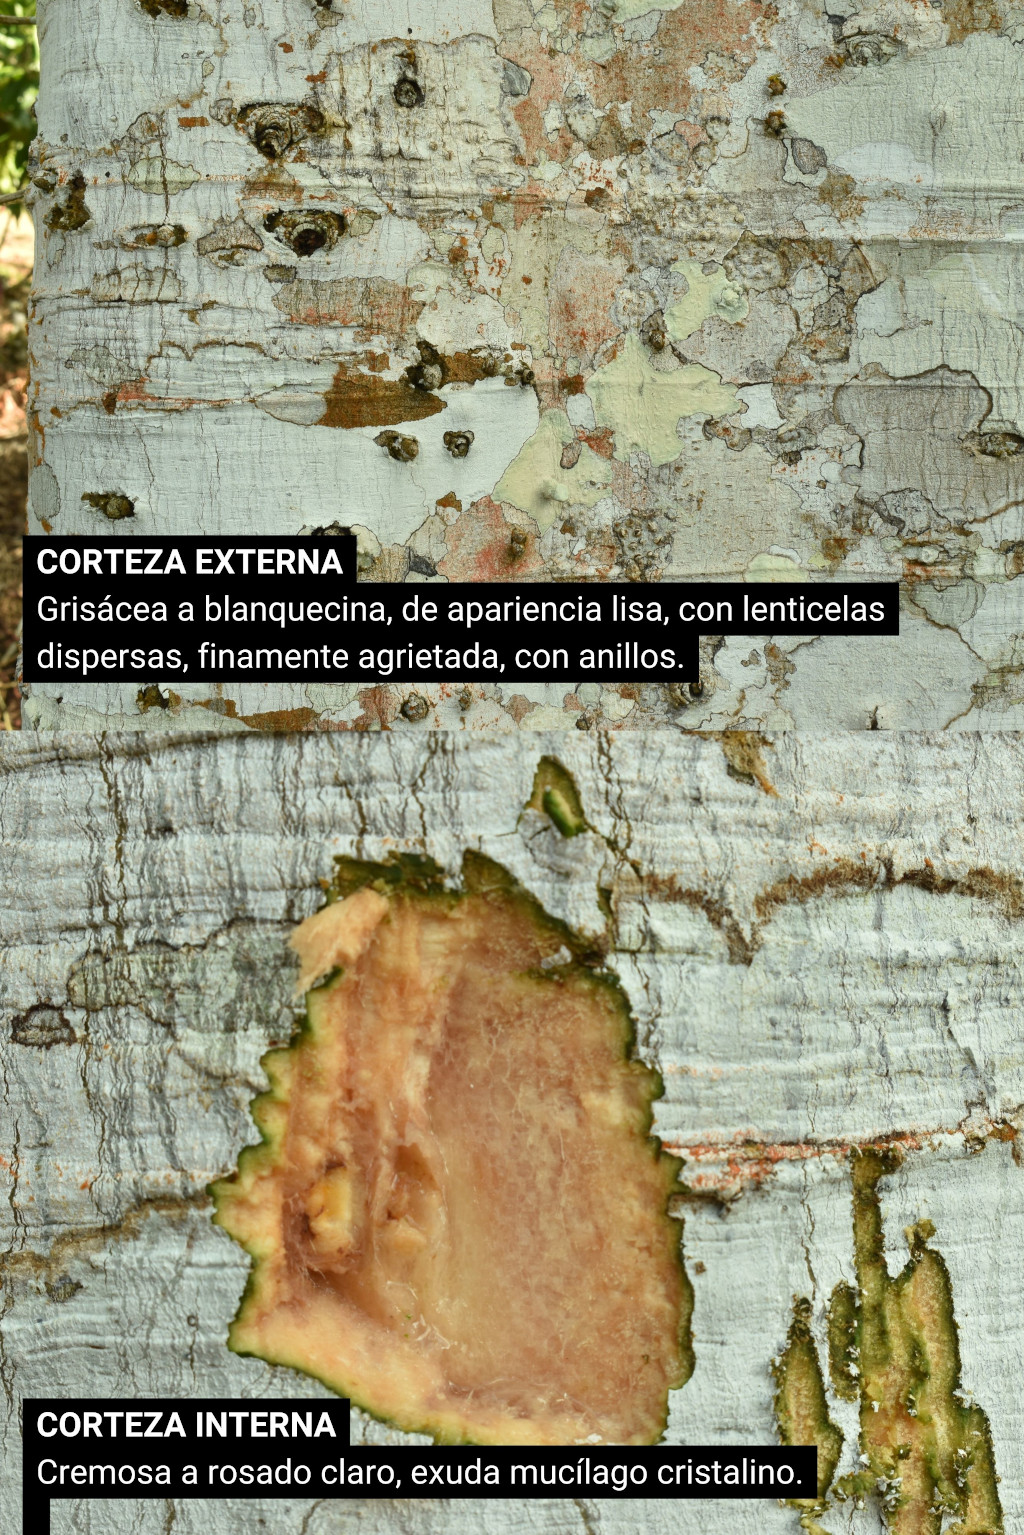 CORTEZA EXTERNA
Grisácea a blanquecina, de apariencia lisa, con lenticelas
dispersas, finamente agrietada, con anillos.
CORTEZA INTERNA
Cremosa a rosado claro, exuda mucílago cristalino.